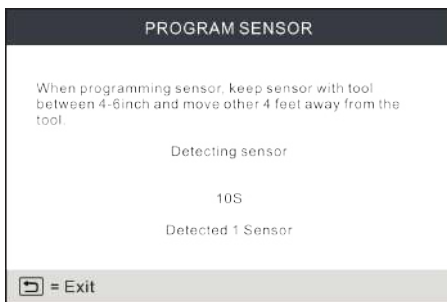 PROGRAM SENSOR
When programming sensor, keep sensor with tool
between 4-6inch and move other 4 feet away from the
tool.
Detecting sensor
10S
Detected 1 Sensor
= Exit